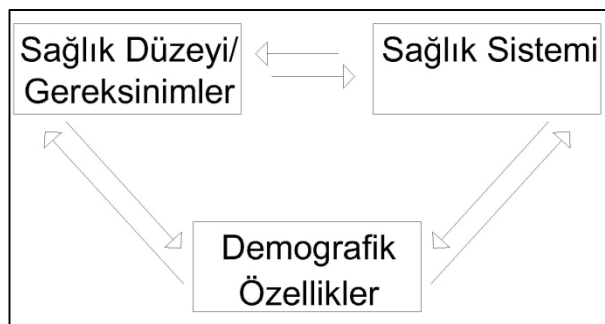 Sağlık Düzeyi/
Gereksinimler
Sağlık Sistemi
Demografik
Özellikler